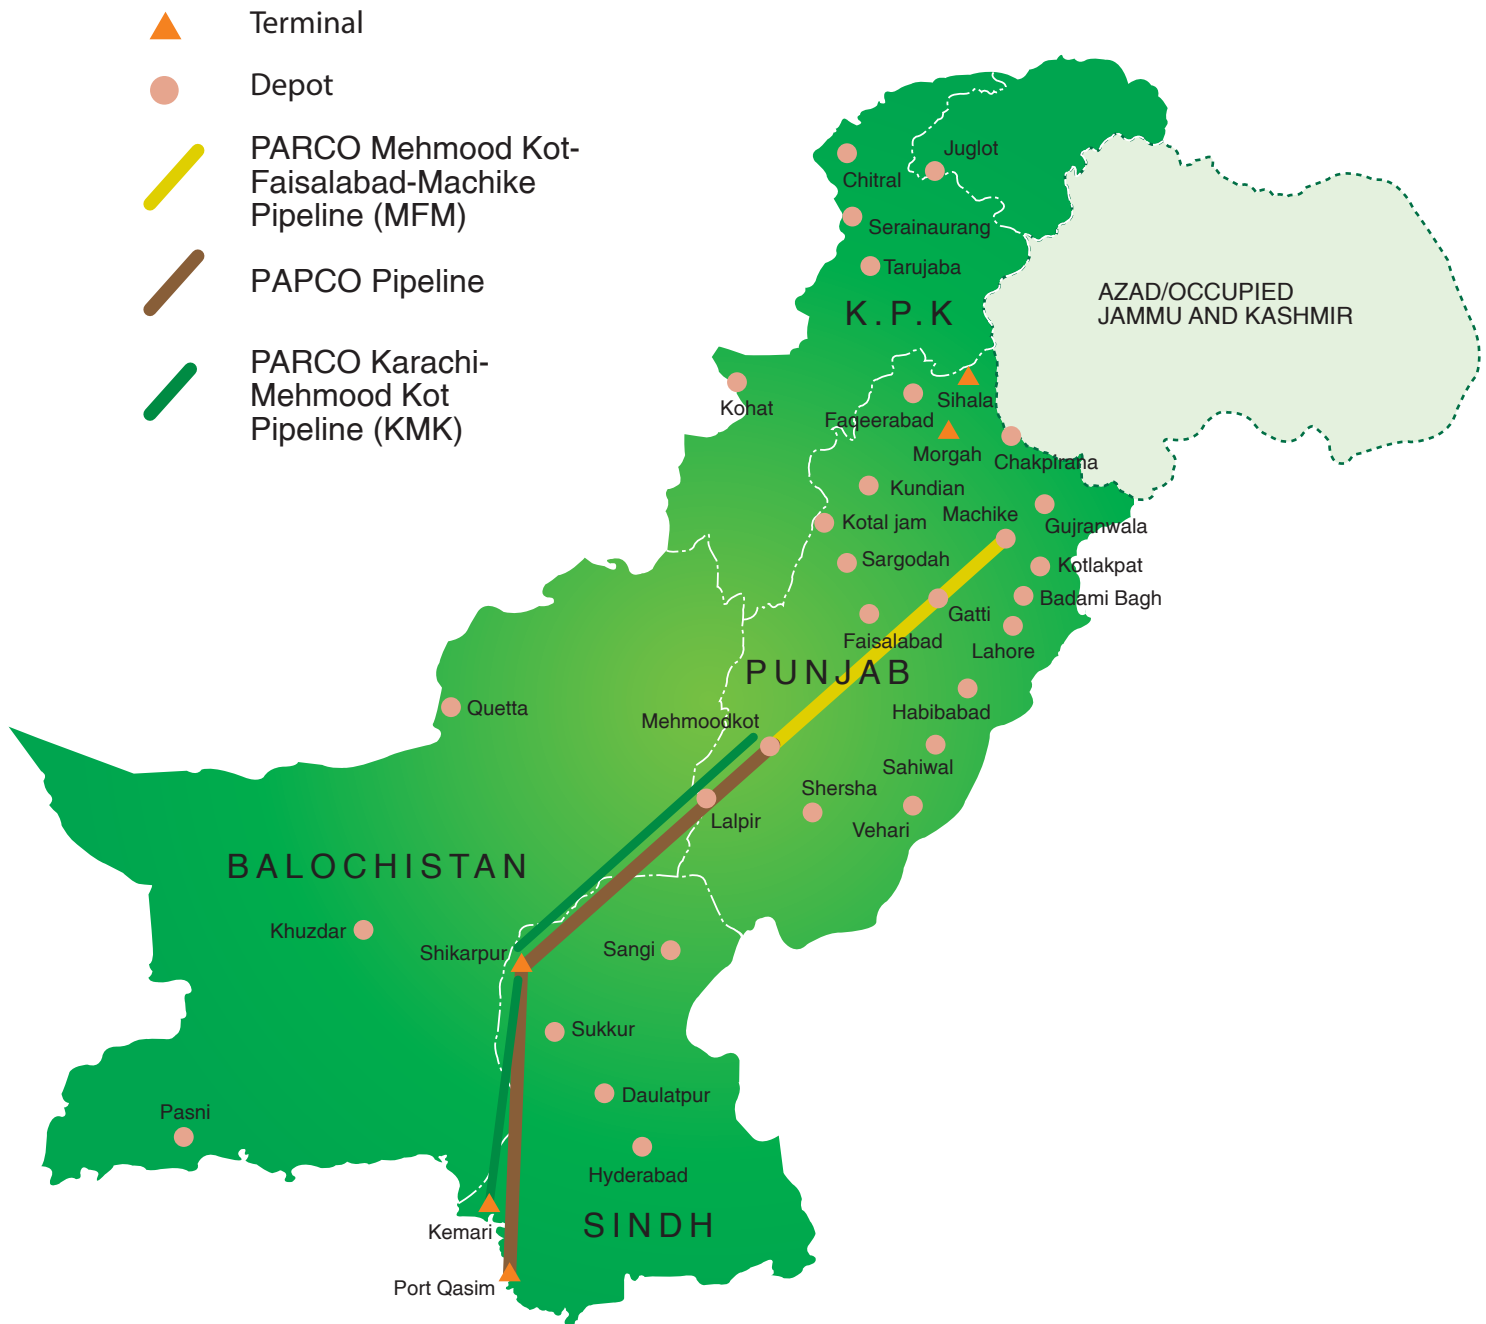 Terminal
Depot
PARCO Mehmood Kot-
Faisalabad-Machike
Pipeline (MFM)
PAPCO Pipeline
PARCO Karachi-
Mehmood Kot
Pipeline (KMK)
Juglot
Chitral
Serainaurang
Tarujaba
K.P.K
AZAD/OCCUPIED
JAMMU AND KASHMIR
Kohat
Sihala
Faqeerabad
Morgah
Chakpirana
Kundian
Machike
Kotal jam
Gujranwala
Sargodah
Kotlakpat
Badami Bagh
Gatti
Faisalabad
Lahore
PUNJAB
Quetta
Mehmoodkot
Habibabad
Sahiwal
Shersha
Lalpir
Vehari
BALOCHISTAN
Khuzdar
Shikarpur
Sangi
Sukkur
Daulatpur
Pasni
Hyderabad
SINDH
Kemari
Port Qasim